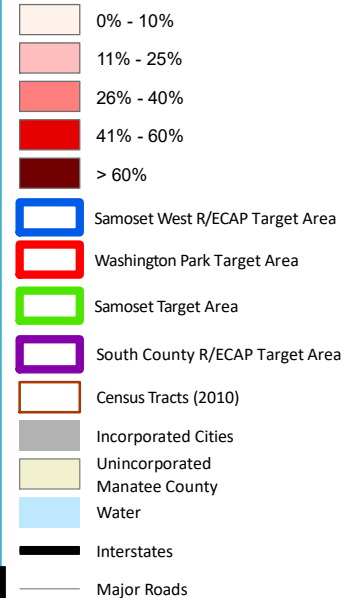 0% - 10%
11% - 25%
26% - 40%
41% - 60%
> 60%
Samoset West R/ECAP Target Area
Washington Park Target Area
Samoset Target Area
South County R/ECAP Target Area
Census Tracts (2010)
Incorporated Cities
Unincorporated
Manatee County
Water
Interstates
Major Roads